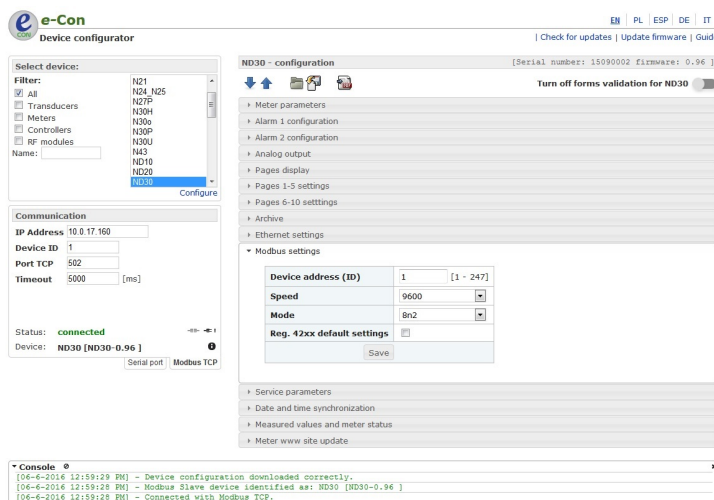 e-Con
CON
Device configurator
EN PL ESP DE IT
| Check for updates | Update firmware | Guid
Select device:
Filter:
All
Transducers
Meters
Controllers
RF modules
Name:
N21
N24_N25
N27P
N30H
N30o
N30P
N30U
N43
ND10
ND20
ND30
Configure
Communication
IP Address 10.0.17.160
Device ID 1
Port TCP 502
Timeout 5000 [ms]
Status: connected
Device: ND30 [ND30-0.96 ]
Serial port Modbus TCP
ND30 - configuration [Serial number: 15090002 firmware: 0.96 ]
Turn off forms validation for ND30
Meter parameters
Alarm 1 configuration
Alarm 2 configuration
Analog output
Pages display
Pages 1-5 settings
Pages 6-10 setttings
Archive
Ethernet settings
Modbus settings
Device address (ID) 1 [1 - 247]
Speed 9600
Mode 8n2
Reg. 42xx default settings
Save
Service parameters
Date and time synchronization
Measured values and meter status
Meter www site update
Console
[06-6-2016 12:59:29 PM] - Device configuration downloaded correctly.
[06-6-2016 12:59:28 PM] - Modbus Slave device identified as: ND30 [ND30-0.96 ]
[06-6-2016 12:59:28 PM] - Connected with Modbus TCP.